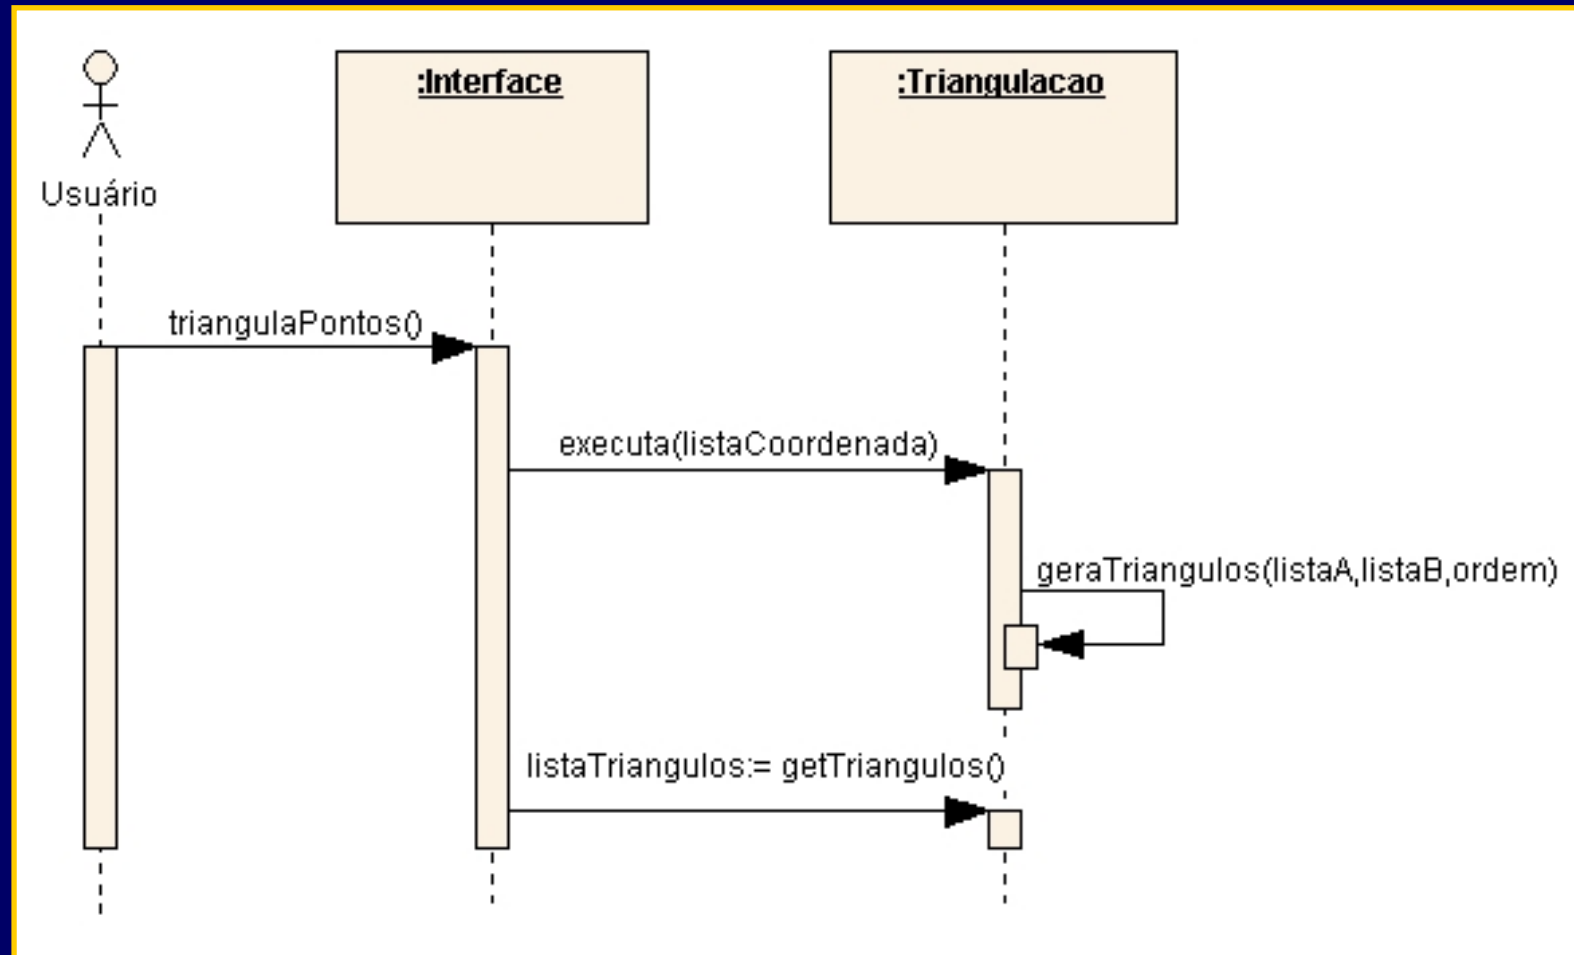 :Interface
:Triangulacao
Usuário
triangulaPontos()
executa(listaCoordenada)
geraTriangulos(listaA,listaB,ordem)
listaTriangulos:= getTriangulos()